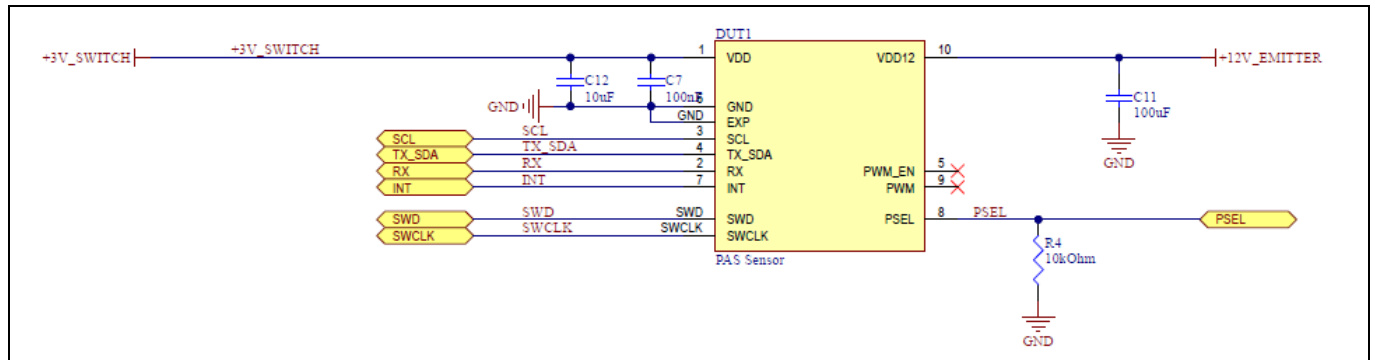 DUT1
+3V_SWITCH
+3V_SWITCH
1
VDD
VDD12
10
+12V_EMITTER
C12
10uF
C7
100nF
C11
100uF
GND
6
GND
GND
EXP
GND
SCL
SCL
3
SCL
TX_SDA
TX_SDA
4
TX_SDA
RX
RX
2
RX
PWM_EN
5
INT
INT
7
INT
PWM
9
SWD
SWD
SWD
SWD
PSEL
8
PSEL
PSEL
SWCLK
SWCLK
SWCLK
SWCLK
PAS Sensor
R4
10kOhm
GND